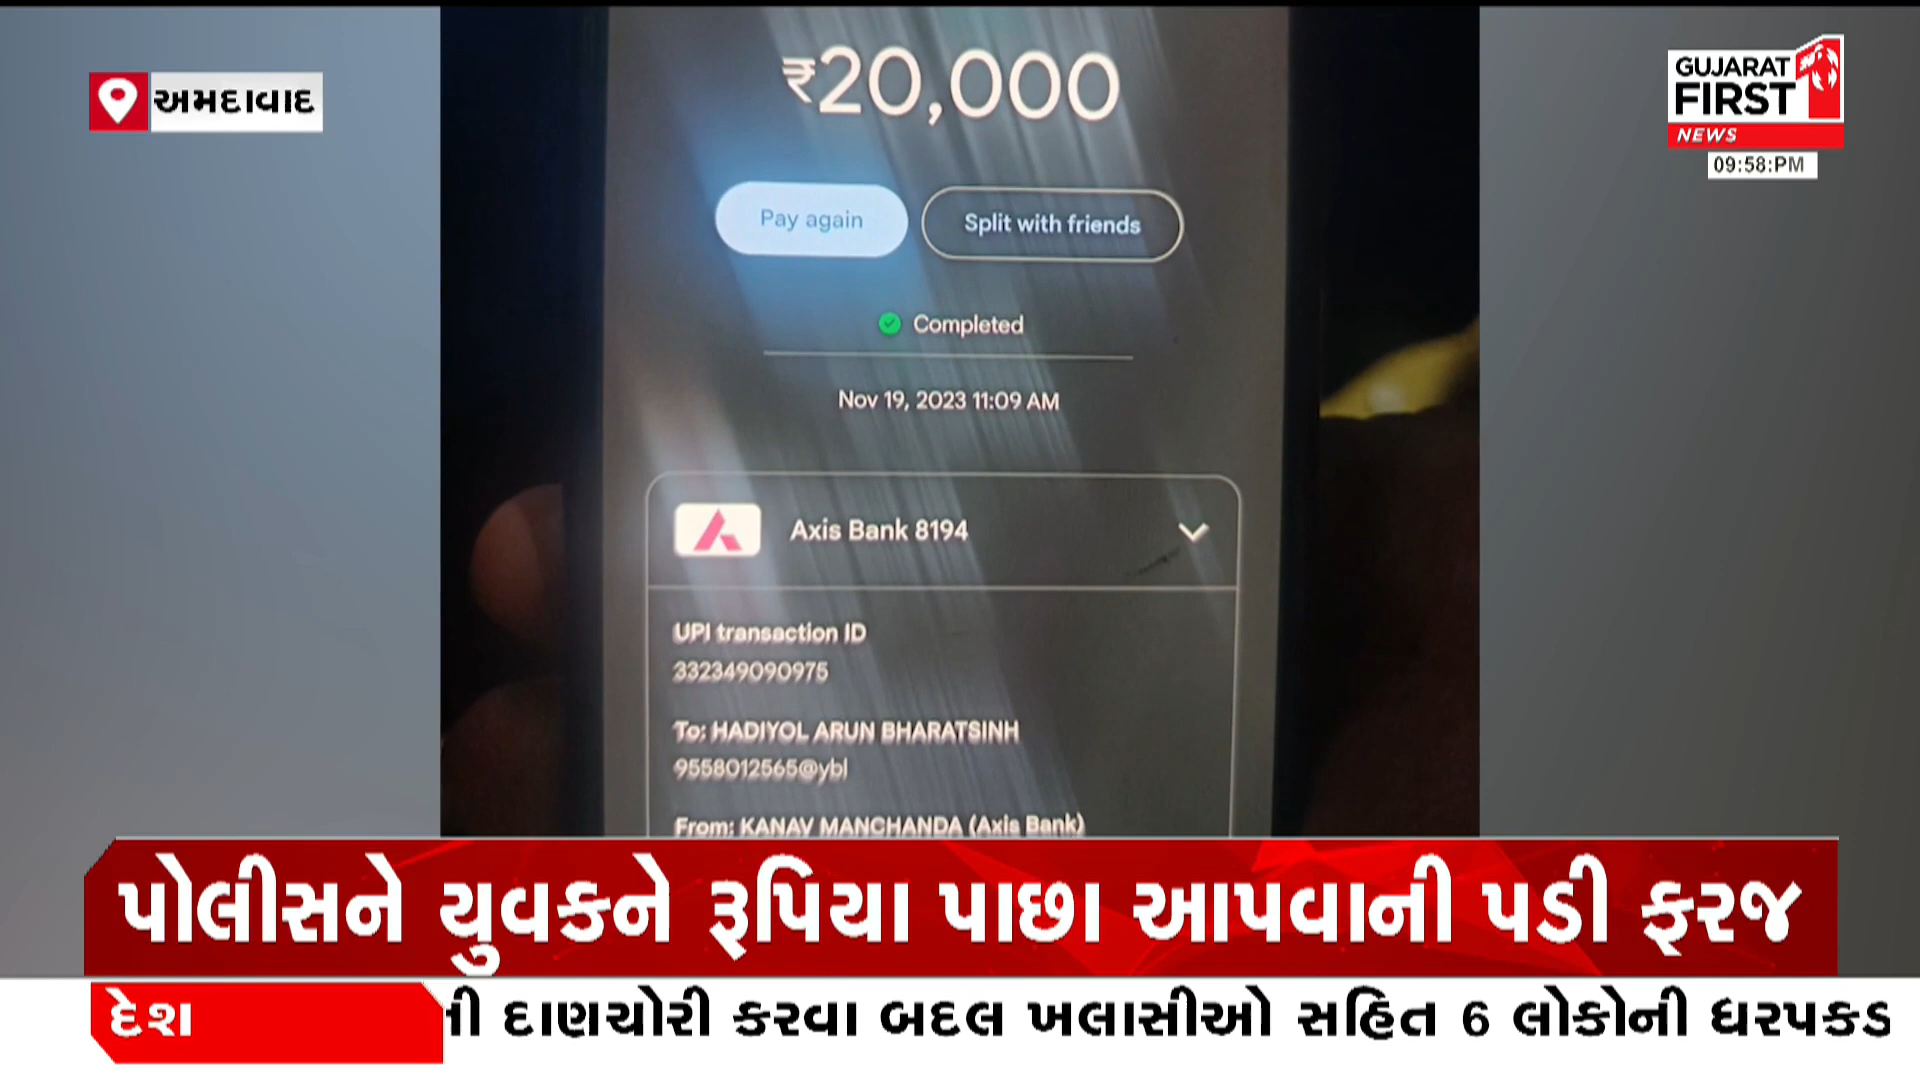 અમદાવાદ
GUJARAT
FIRST
NEWS
09:58:PM
₹20,000
Pay again
Split with friends
Completed
Nov 19, 2023 11:09 AM
Axis Bank 8194
UPI transaction ID
332349090975
To: HADIYOL ARUN BHARATSINH
9558012565@ybl
From: KANAV MANCHANDA (Axis Bank)
પોલીસને યુવકને રૂપિયા પાછા આપવાની પડી ફરજ
દેશ
દાણચોરી કરવા બદલ ખલાસીઓ સહિત 6 લોકોની ધરપકડ